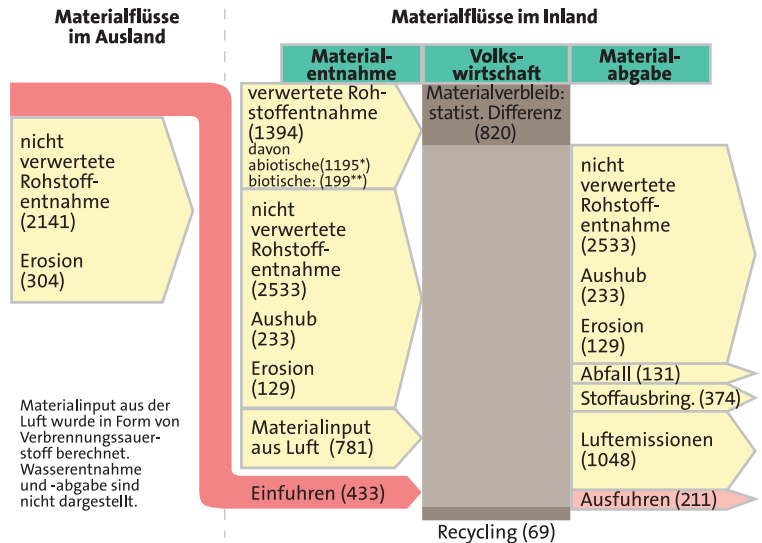 Materialflüsse
im Ausland
Materialflüsse im Inland
Material-
entnahme
Volks-
wirtschaft
Material-
abgabe
nicht
verwertete
Rohstoff-
entnahme
(2141)
Erosion
(304)
Materialinput aus der
Luft wurde in Form von
Verbrennungssauer-
stoff berechnet.
Wasserentnahme
und -abgabe sind
nicht dargestellt.
verwertete Roh-
stoffentnahme
(1394)
davon
abiotische(1195*)
biotische: (199**)
nicht
verwertete
Rohstoff-
entnahme
(2533)
Aushub
(233)
Erosion
(129)
Materialinput
aus Luft (781)
Einfuhren (433)
Materialverbleib:
statist. Differenz
(820)
Recycling (69)
nicht
verwertete
Rohstoff-
entnahme
(2533)
Aushub
(233)
Erosion
(129)
Abfall (131)
Stoffausbring. (374)
Luftemissionen
(1048)
Ausfuhren (211)